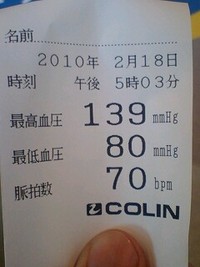 名前
2010年 2月18日
時刻 午後 5時03分
最高血圧 139 mmHg
最低血圧 80 mmHg
脈拍数 70 bpm
COLIN